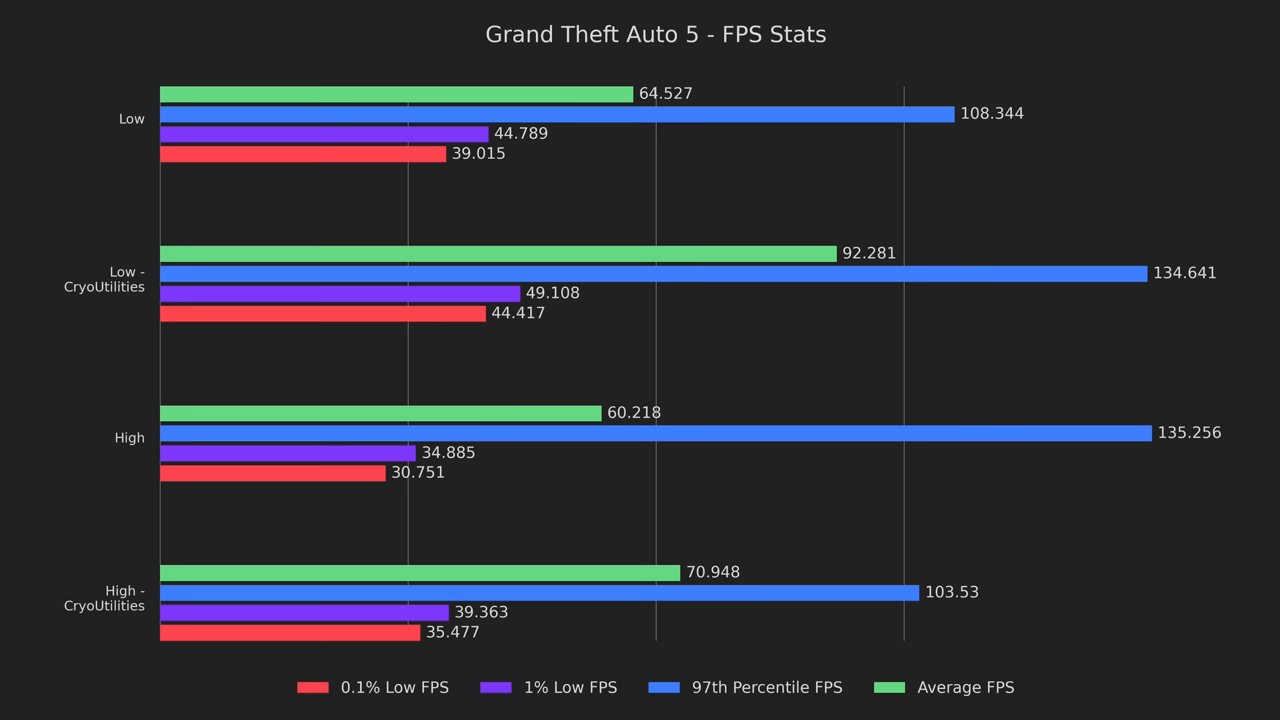 Grand Theft Auto 5 - FPS Stats
64.527
108.344
Low
44.789
39.015
92.281
Low -
CryoUtilities
134.641
49.108
44.417
60.218
135.256
High
34.885
30.751
70.948
High -
CryoUtilities
103.53
39.363
35.477
0.1% Low FPS
1% Low FPS
97th Percentile FPS
Average FPS